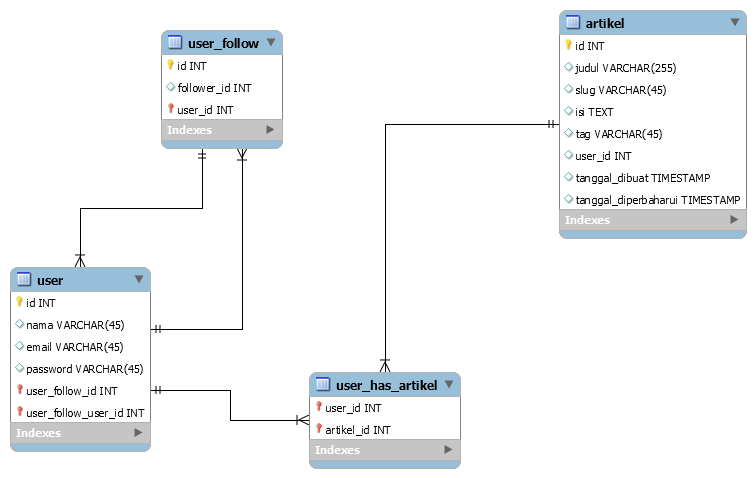 user_follow
id INT
follower_id INT
user_id INT
Indexes
artikel
id INT
judul VARCHAR(255)
slug VARCHAR(45)
isi TEXT
tag VARCHAR(45)
user_id INT
tanggal_dibuat TIMESTAMP
tanggal_diperbaharui TIMESTAMP
Indexes
user
id INT
nama VARCHAR(45)
email VARCHAR(45)
password VARCHAR(45)
user_follow_id INT
user_follow_user_id INT
Indexes
user_has_artikel
user_id INT
artikel_id INT
Indexes